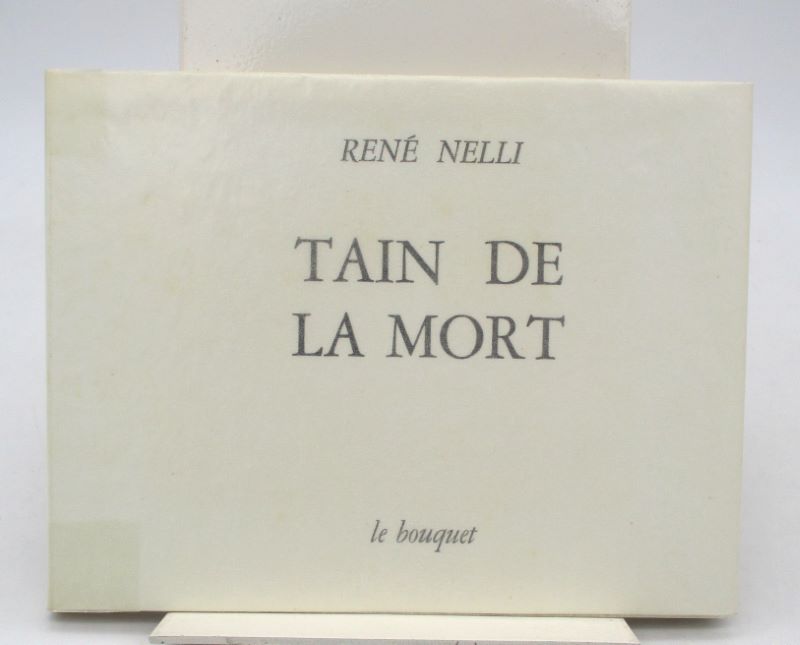 RENÉ NELLI
TAIN DE
LA MORT
le bouquet